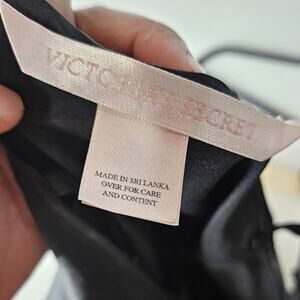 VICTORIA'S SECRET
MADE IN SRI LANKA
OVER FOR CARE
AND CONTENT